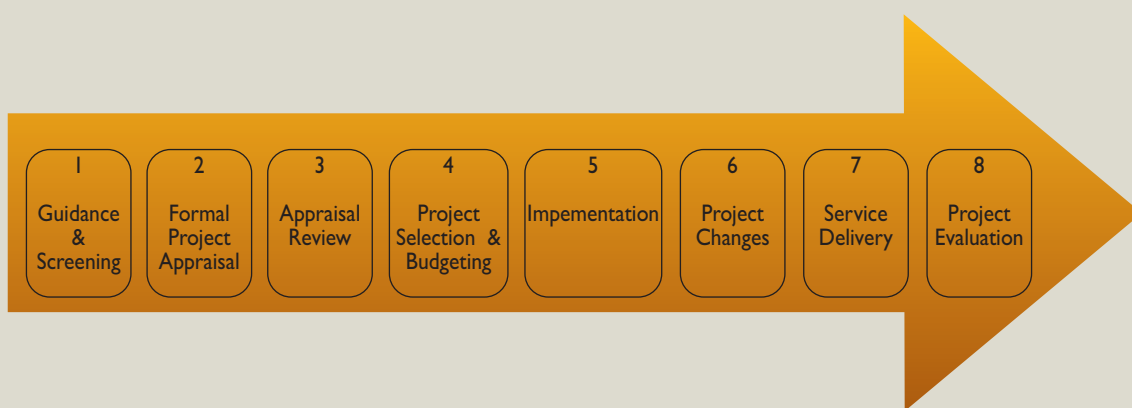 1
Guidance
&
Screening
2
Formal
Project
Appraisal
3
Appraisal
Review
4
Project
Selection &
Budgeting
5
Impementation
6
Project
Changes
7
Service
Delivery
8
Project
Evaluation